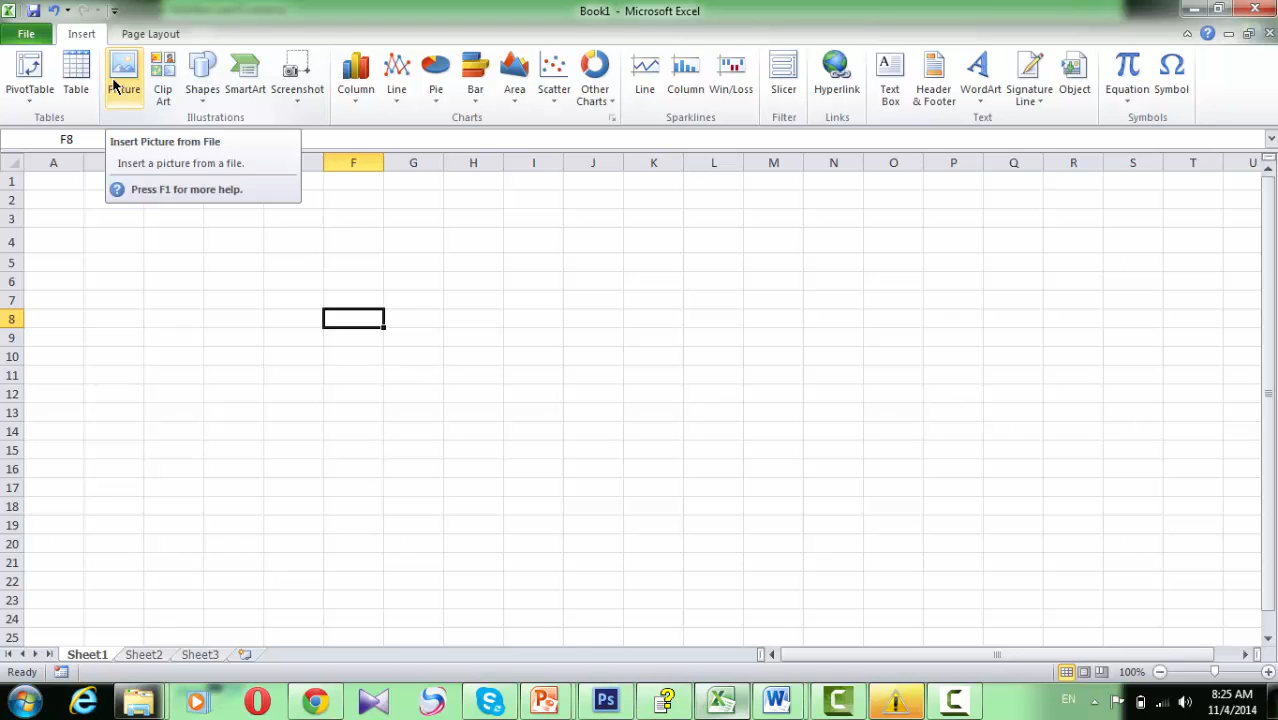 Book1 - Microsoft Excel
File Insert Page Layout
PivotTable Table Picture Clip Art Shapes SmartArt Screenshot Column Line Pie Bar Area Scatter Other Charts Line Column Win/Loss Slicer Hyperlink Text Box Header & Footer WordArt Signature Line Object Equation Symbol
Tables Illustrations Charts Sparklines Filter Links Text Symbols
F8
Insert Picture from File
Insert a picture from a file.
Press F1 for more help.
A F G H I J K L M N O P Q R S T U
1
2
3
4
5
6
7
8
9
10
11
12
13
14
15
16
17
18
19
20
21
22
23
24
25
Sheet1 Sheet2 Sheet3
Ready 100%
EN 8:25 AM
11/4/2014